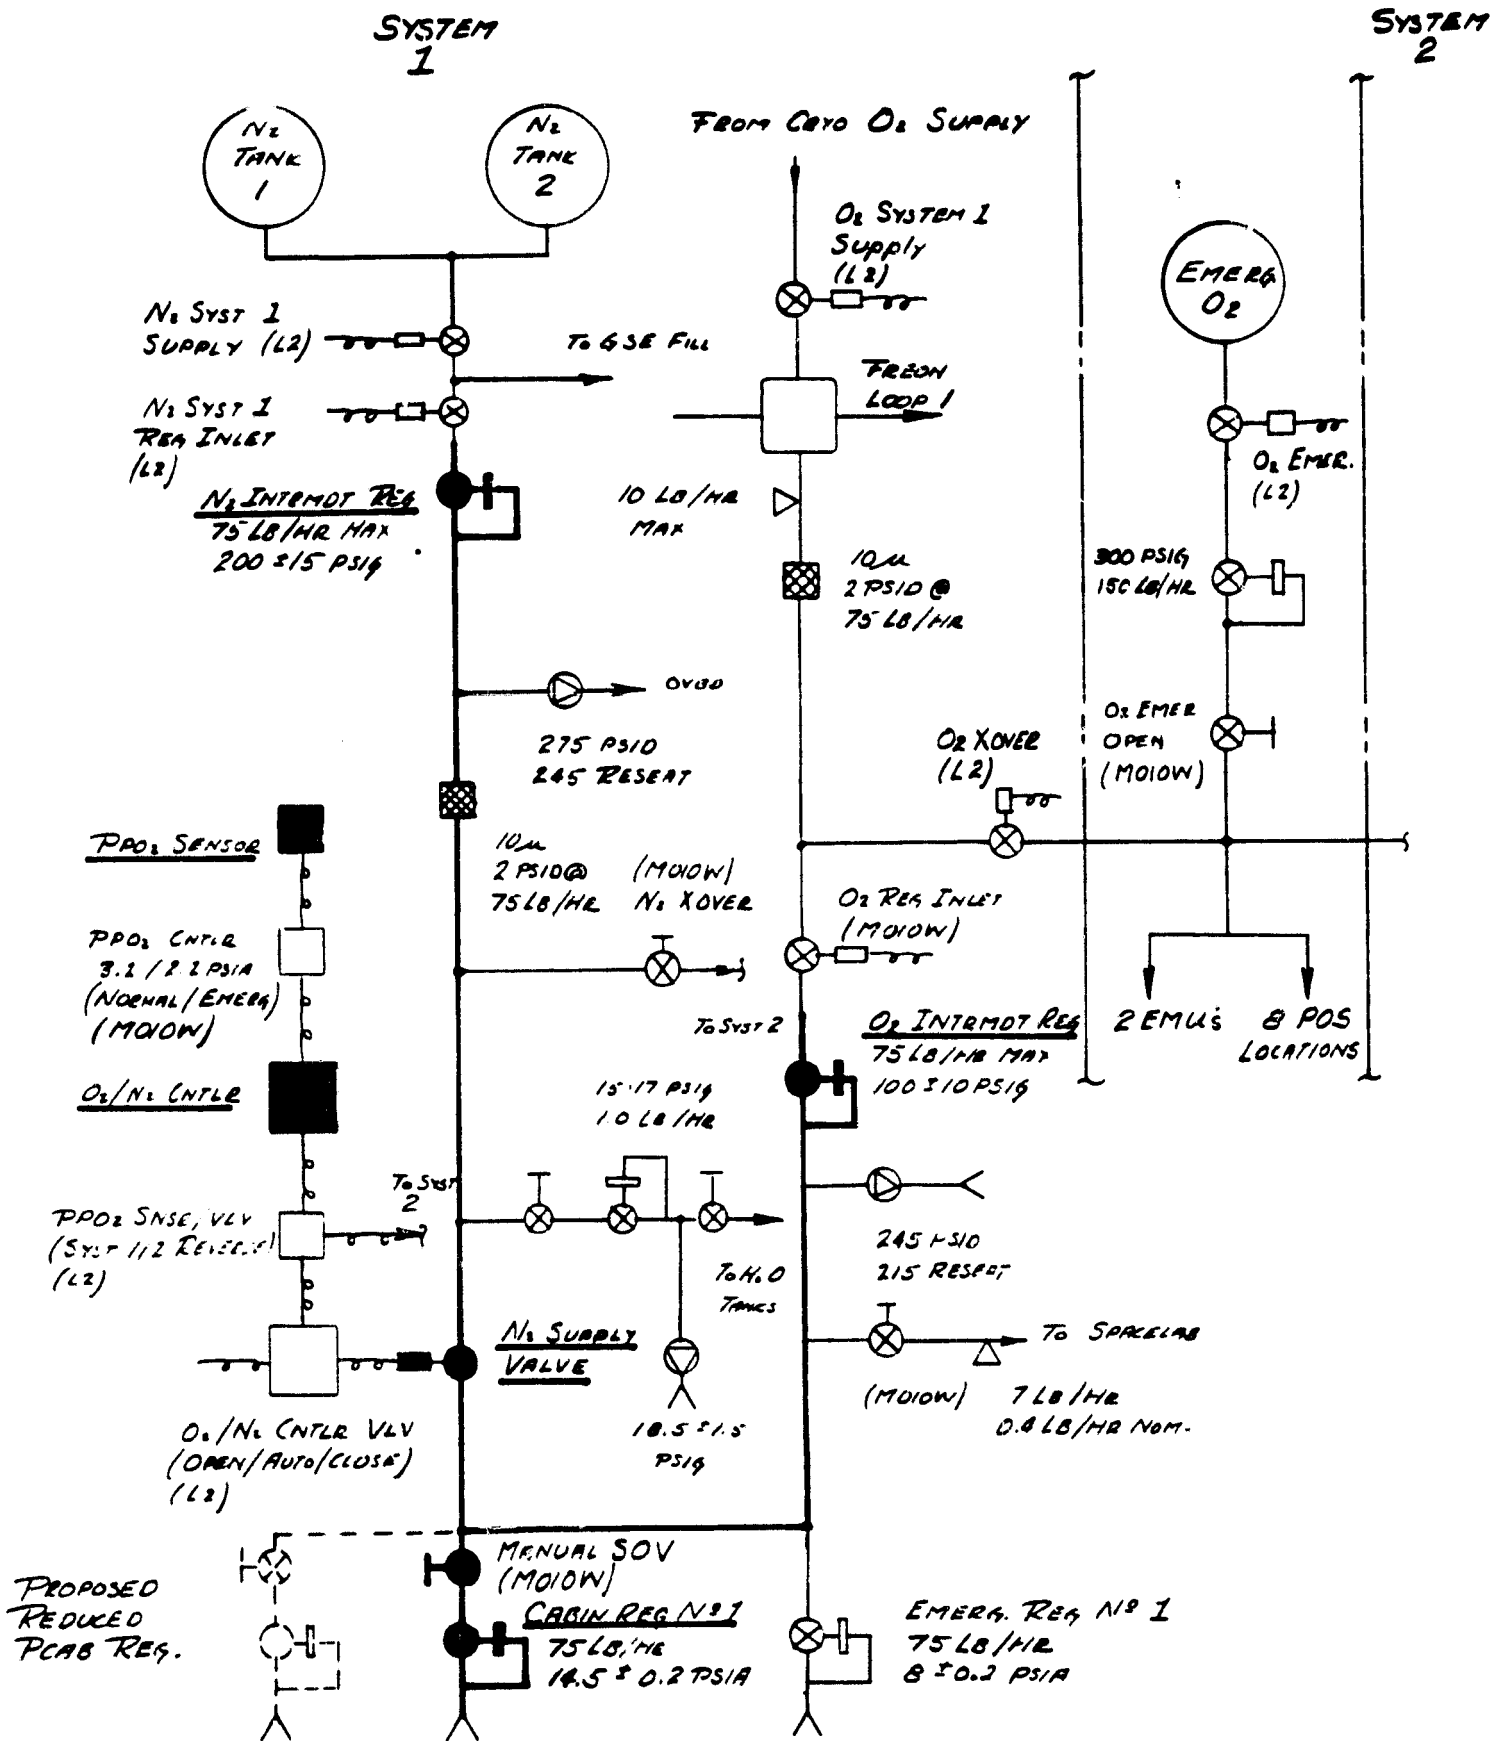 SYSTEM
1
SYSTEM
2
N2
TANK
1
N2
TANK
2
FROM CRYO O2 SUPPLY
O2 SYSTEM 1
Supply
(L2)
EMERG.
O2
N2 SYST 1
SUPPLY (L2)
TO GSE FILL
FREON
LOOP 1
N2 SYST 1
REG INLET
(L2)
O2 EMER.
(L2)
N2 INTRMDT REG
75 LB/HR MAX
200 ±15 PSIG
10 LB/HR
MAX
10µ
2 PSID @
75 LB/HR
300 PSIG
150 LB/HR
OVBD
275 PSID
245 RESEAT
O2 XOVER
(L2)
O2 EMER
OPEN
(MO10W)
PPO2 SENSOR
10µ
2 PSID@
75 LB/HR
(MO10W)
N2 XOVER
O2 REG INLET
(MO10W)
PPO2 CNTLR
3.2 / 2.2 PSIA
(NORMAL/EMERG)
(MO10W)
TO SYST 2
O2 INTRMDT REG
75 LB/HR MAX
100 ±10 PSIG
2 EMU's
8 POS
LOCATIONS
O2/N2 CNTLR
15-17 PSIG
1.0 LB/HR
TO SYST
2
PPO2 SNSE, VLV
(SYST 1/2 REVERSE)
(L2)
TO H2O
TANKS
245 PSID
215 RESEAT
N2 SUPPLY
VALVE
TO SPACELAB
(MO10W)
7 LB/HR
0.4 LB/HR NOM.
O2/N2 CNTLR VLV
(OPEN/AUTO/CLOSE)
(L2)
18.5 ±1.5
PSIG
MANUAL SOV
(MO10W)
PROPOSED
REDUCED
PCAB REG.
CABIN REG Nº 1
75 LB/HR
14.5 ± 0.2 PSIA
EMERG. REG Nº 1
75 LB/HR
8 ±0.2 PSIA